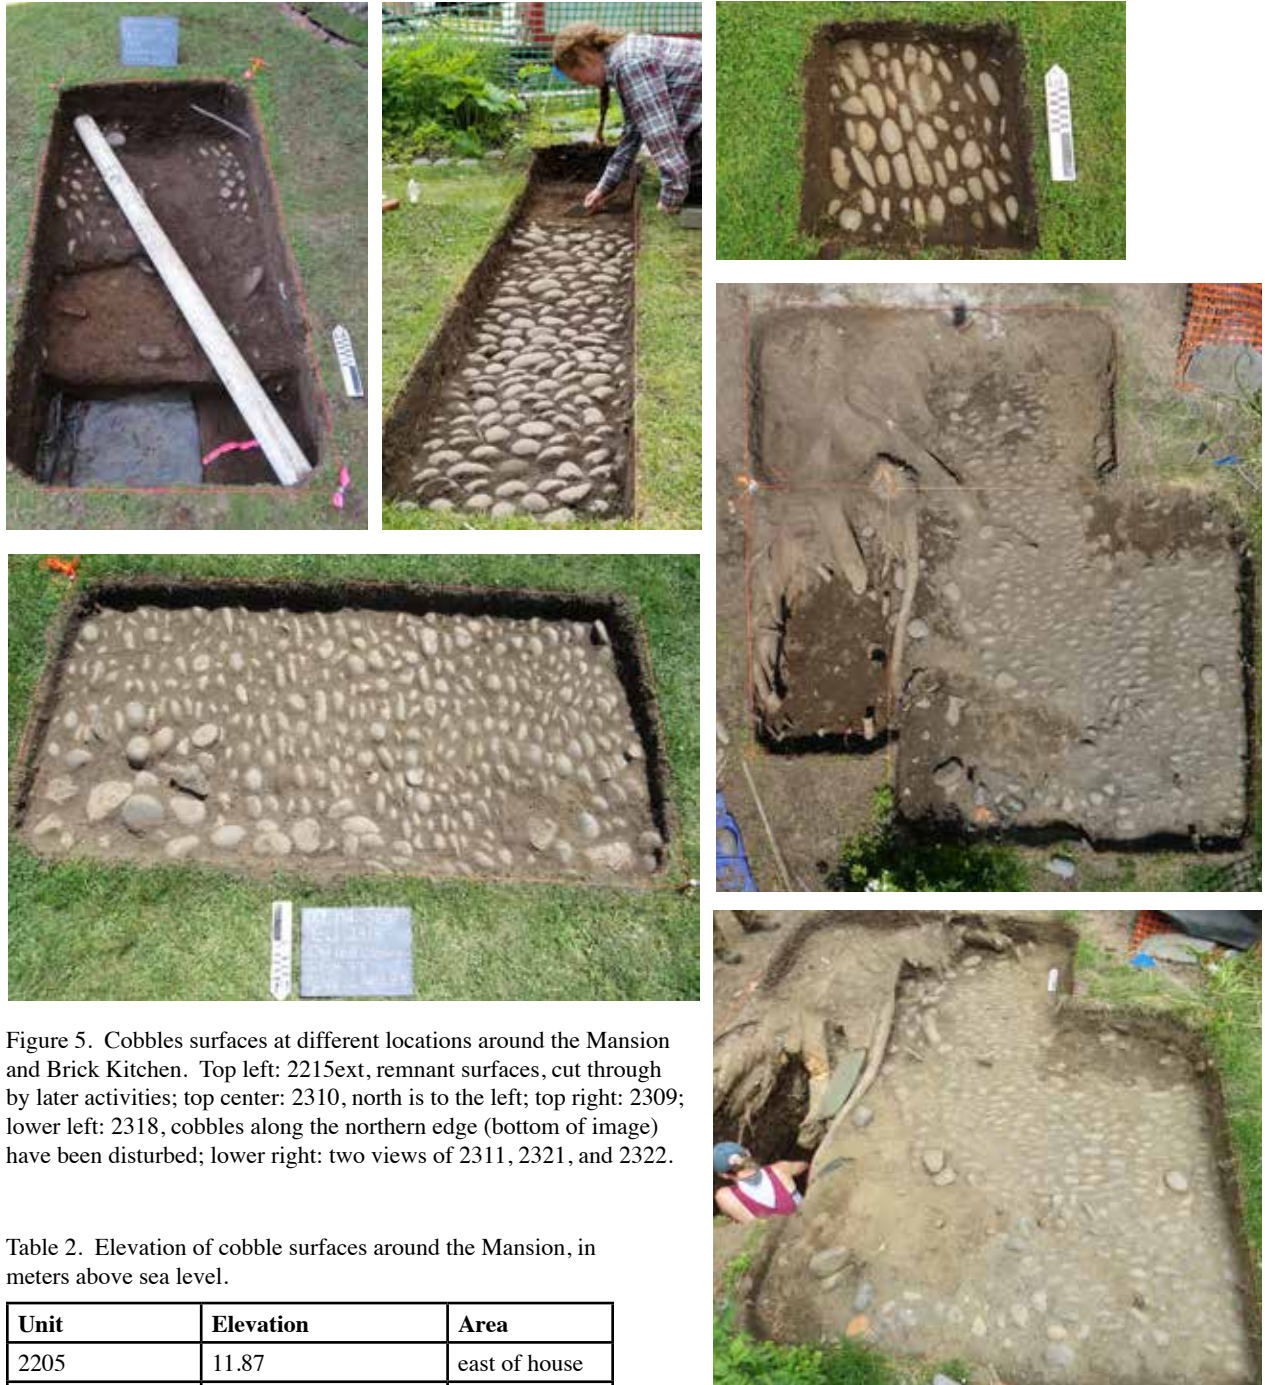 Figure 5.  Cobbles surfaces at different locations around the Mansion
and Brick Kitchen.  Top left: 2215ext, remnant surfaces, cut through
by later activities; top center: 2310, north is to the left; top right: 2309;
lower left: 2318, cobbles along the northern edge (bottom of image)
have been disturbed; lower right: two views of 2311, 2321, and 2322.
Table 2.  Elevation of cobble surfaces around the Mansion, in
meters above sea level.
Unit Elevation Area
2205 11.87 east of house